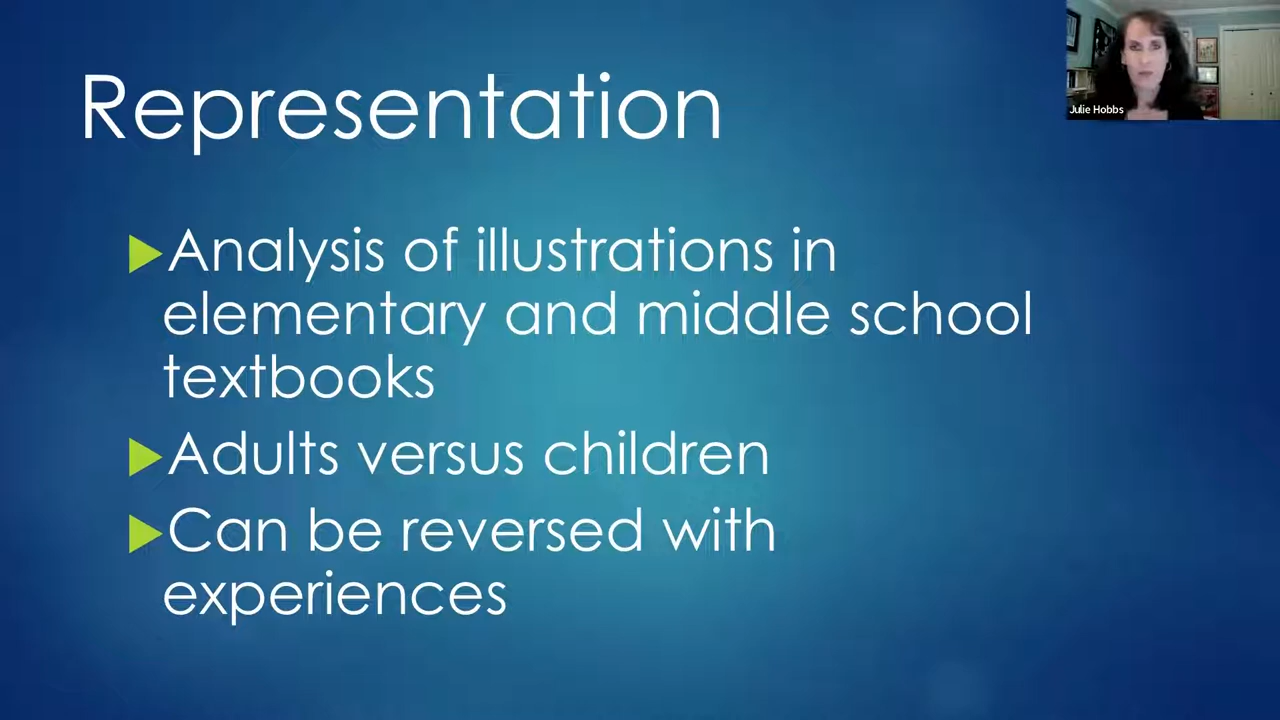 Representation
Julie Hobbs
Analysis of illustrations in
elementary and middle school
textbooks
Adults versus children
Can be reversed with
experiences